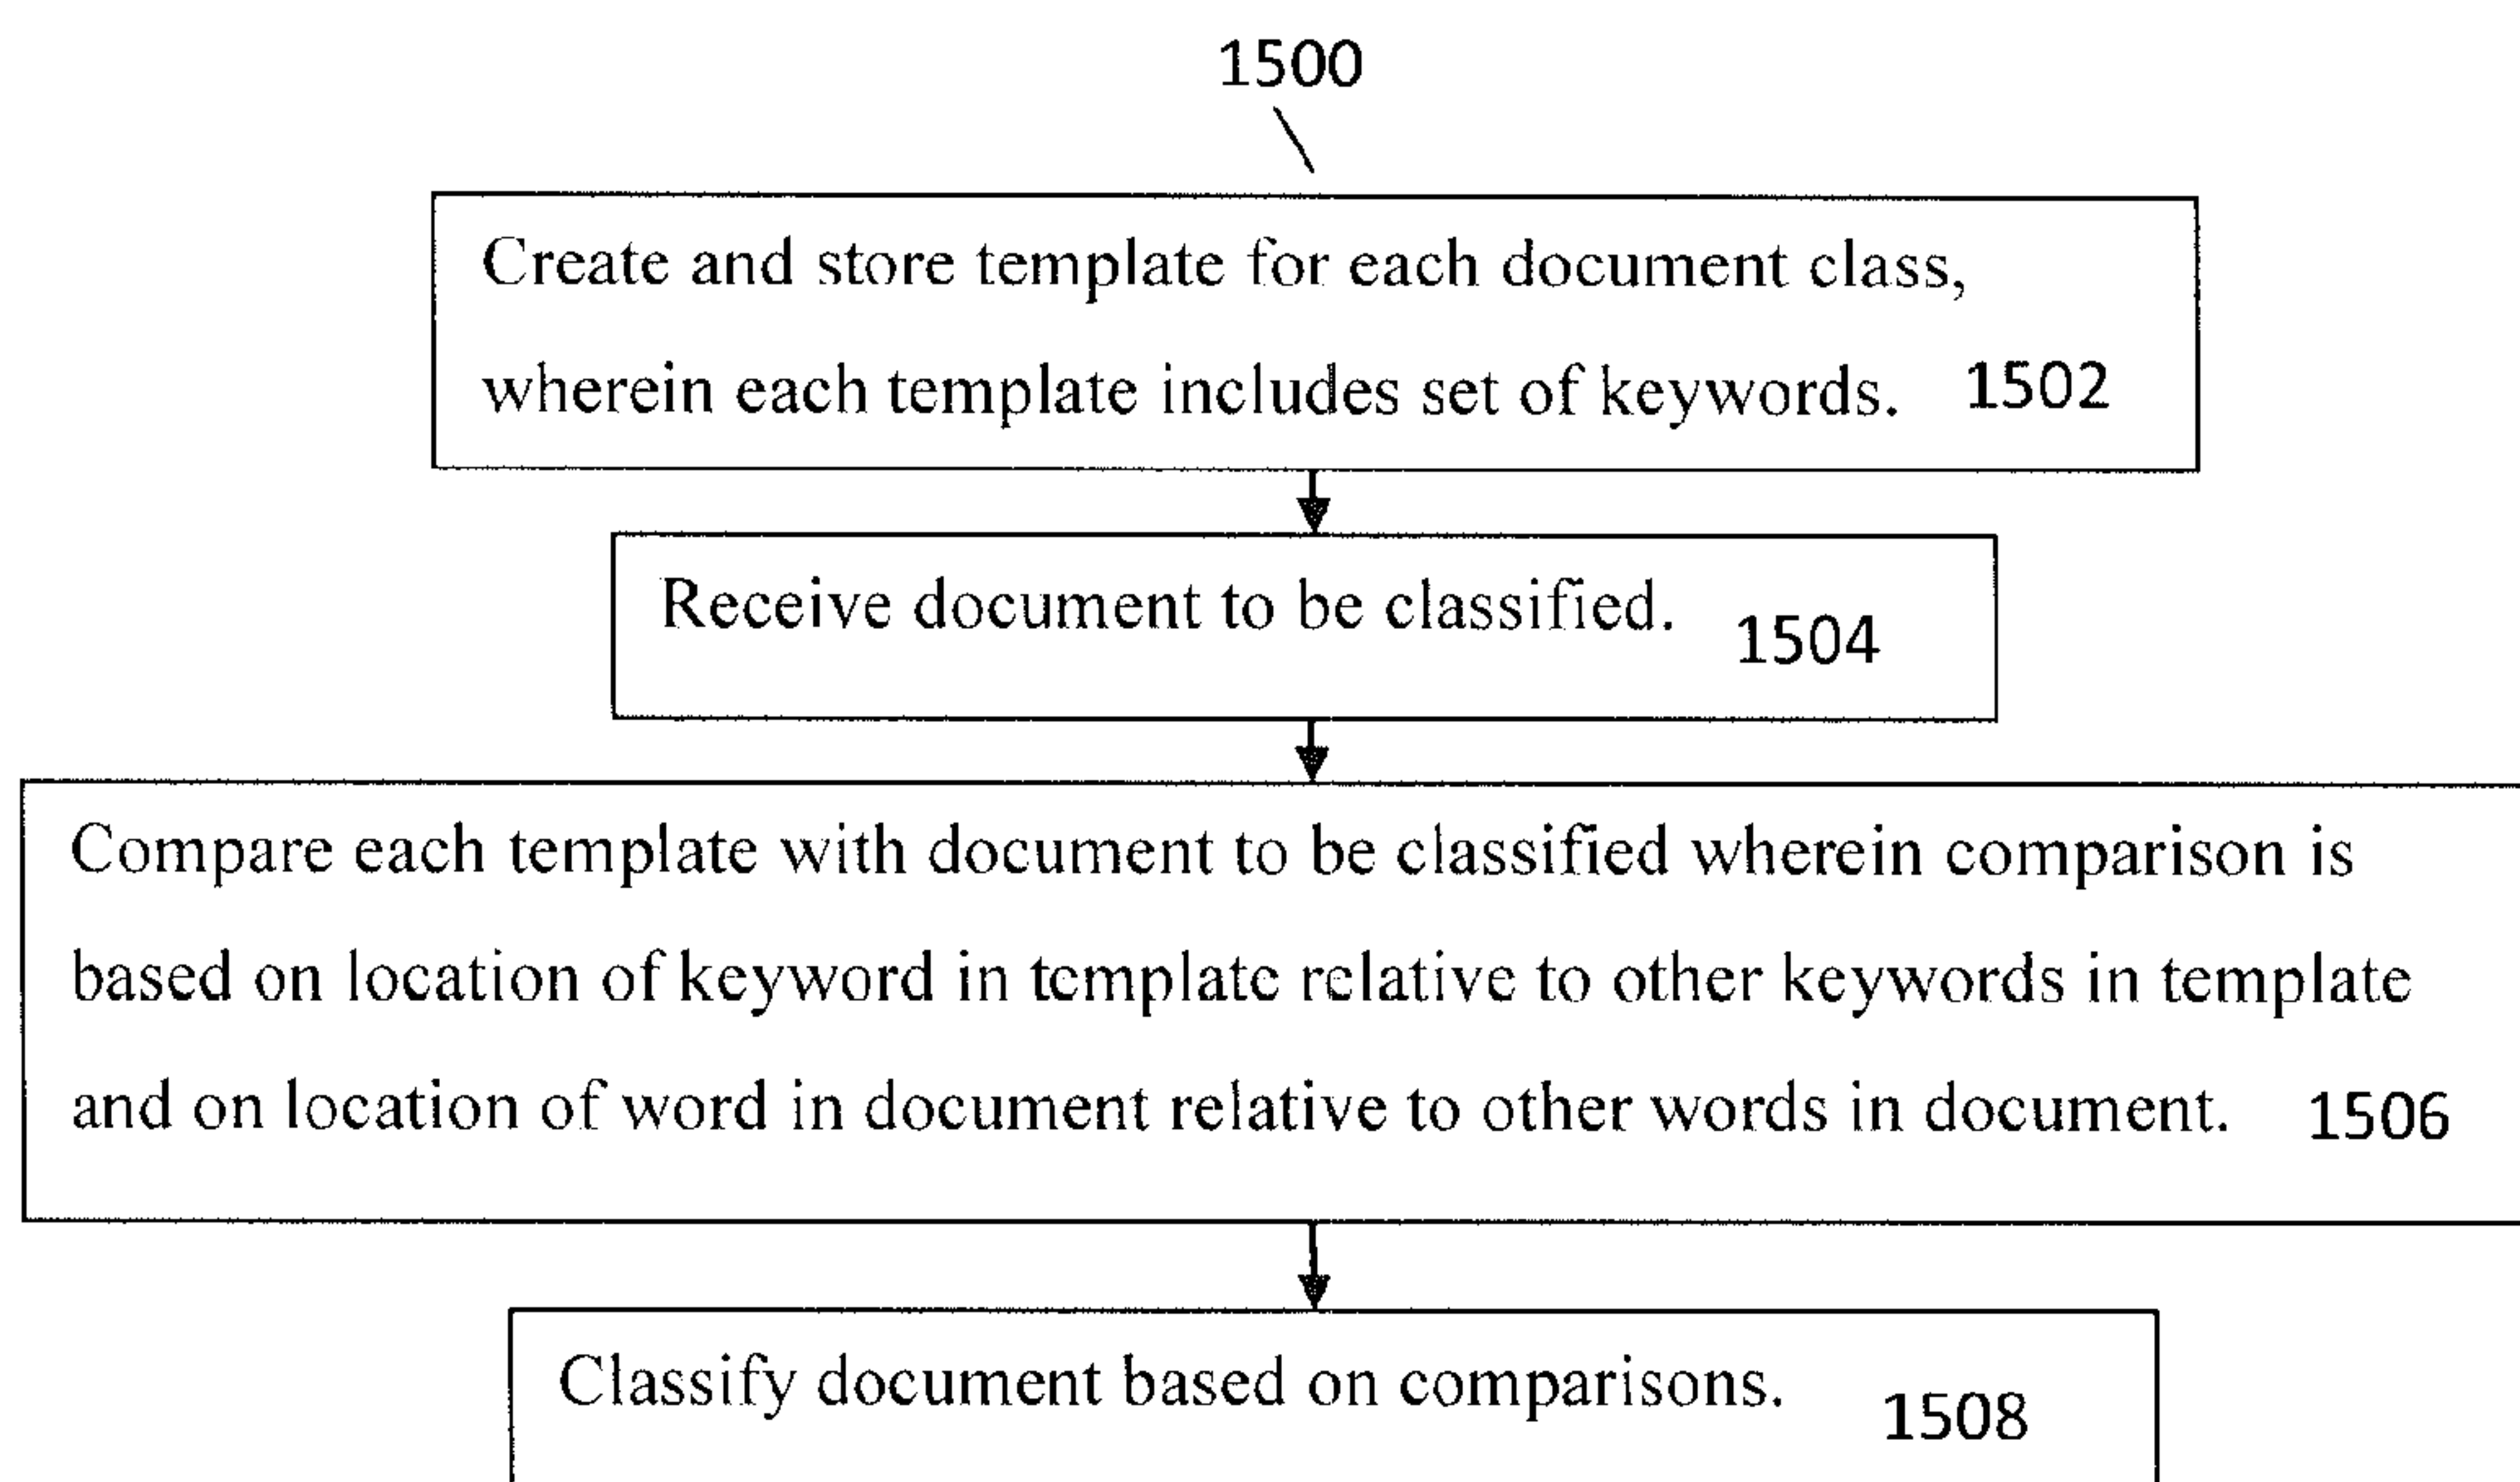 1500
Create and store template for each document class,
wherein each template includes set of keywords. 1502
Receive document to be classified. 1504
Compare each template with document to be classified wherein comparison is
based on location of keyword in template relative to other keywords in template
and on location of word in document relative to other words in document. 1506
Classify document based on comparisons. 1508